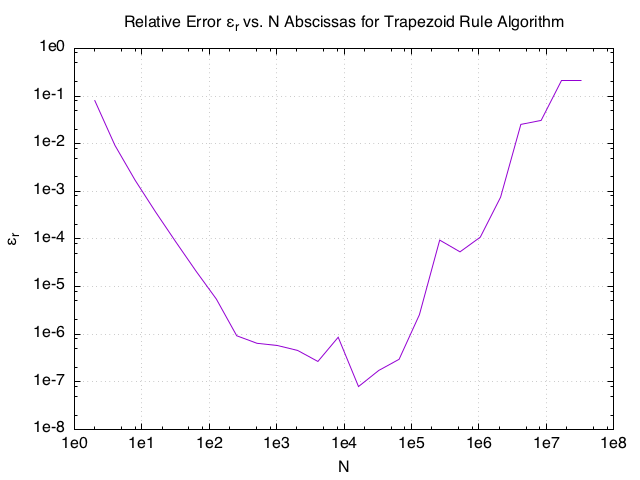 Relative Error εr vs. N Abscissas for Trapezoid Rule Algorithm
1e0
1e-1
1e-2
1e-3
1e-4
1e-5
1e-6
1e-7
1e-8
εr
1e0 1e1 1e2 1e3 1e4 1e5 1e6 1e7 1e8
N